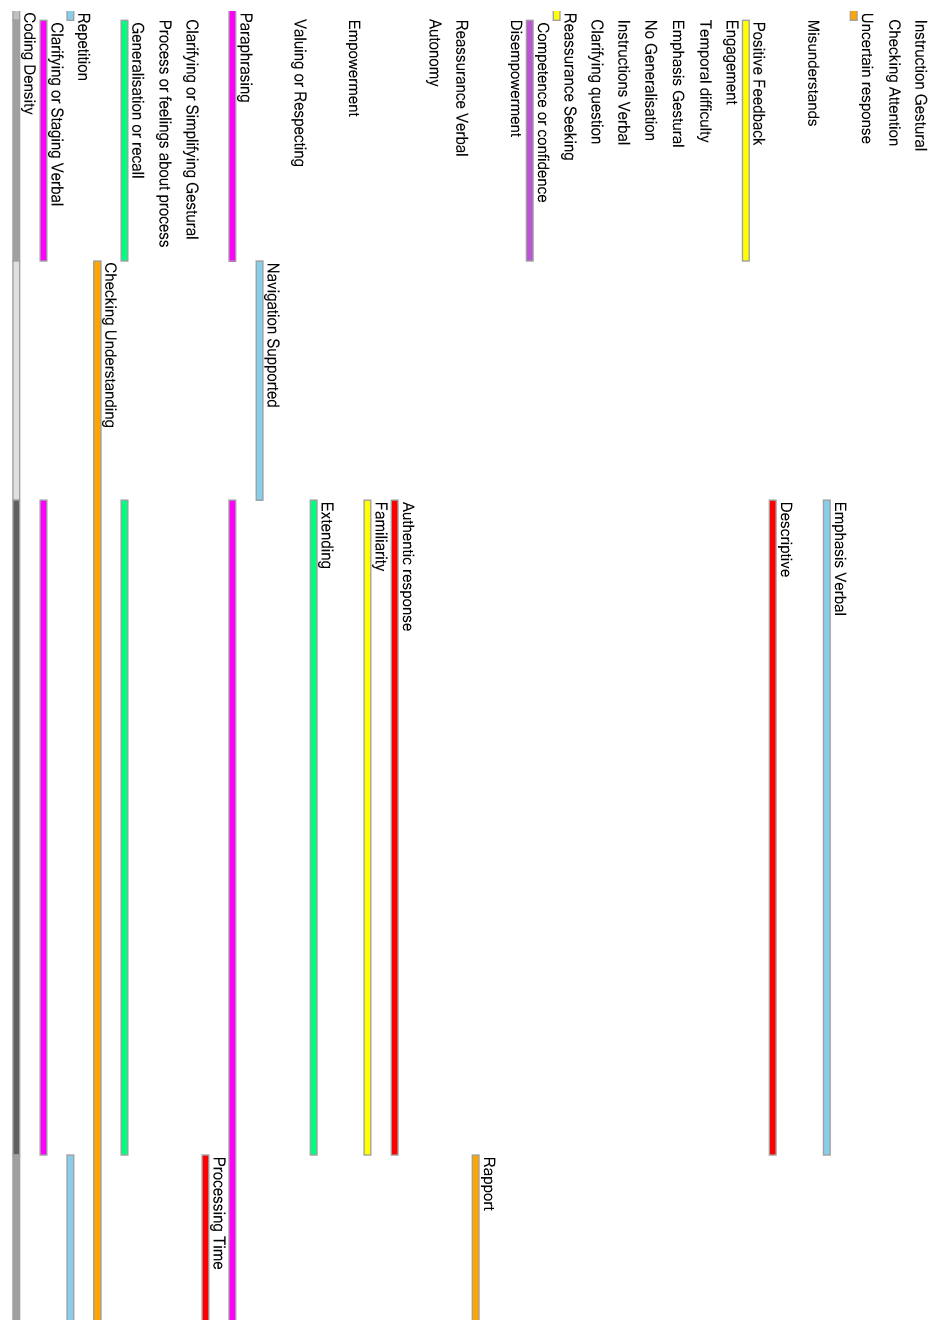 Instruction Gestural
Checking Attention
Uncertain response
Emphasis Verbal
Misunderstands
Descriptive
Positive Feedback
Engagement
Temporal difficulty
Emphasis Gestural
No Generalisation
Instructions Verbal
Clarifying question
Reassurance Seeking
Competence or confidence
Disempowerment
Rapport
Reassurance Verbal
Autonomy
Authentic response
Familiarity
Empowerment
Extending
Valuing or Respecting
Navigation Supported
Paraphrasing
Processing Time
Clarifying or Simplifying Gestural
Process or feelings about process
Generalisation or recall
Checking Understanding
Repetition
Clarifying or Staging Verbal
Coding Density